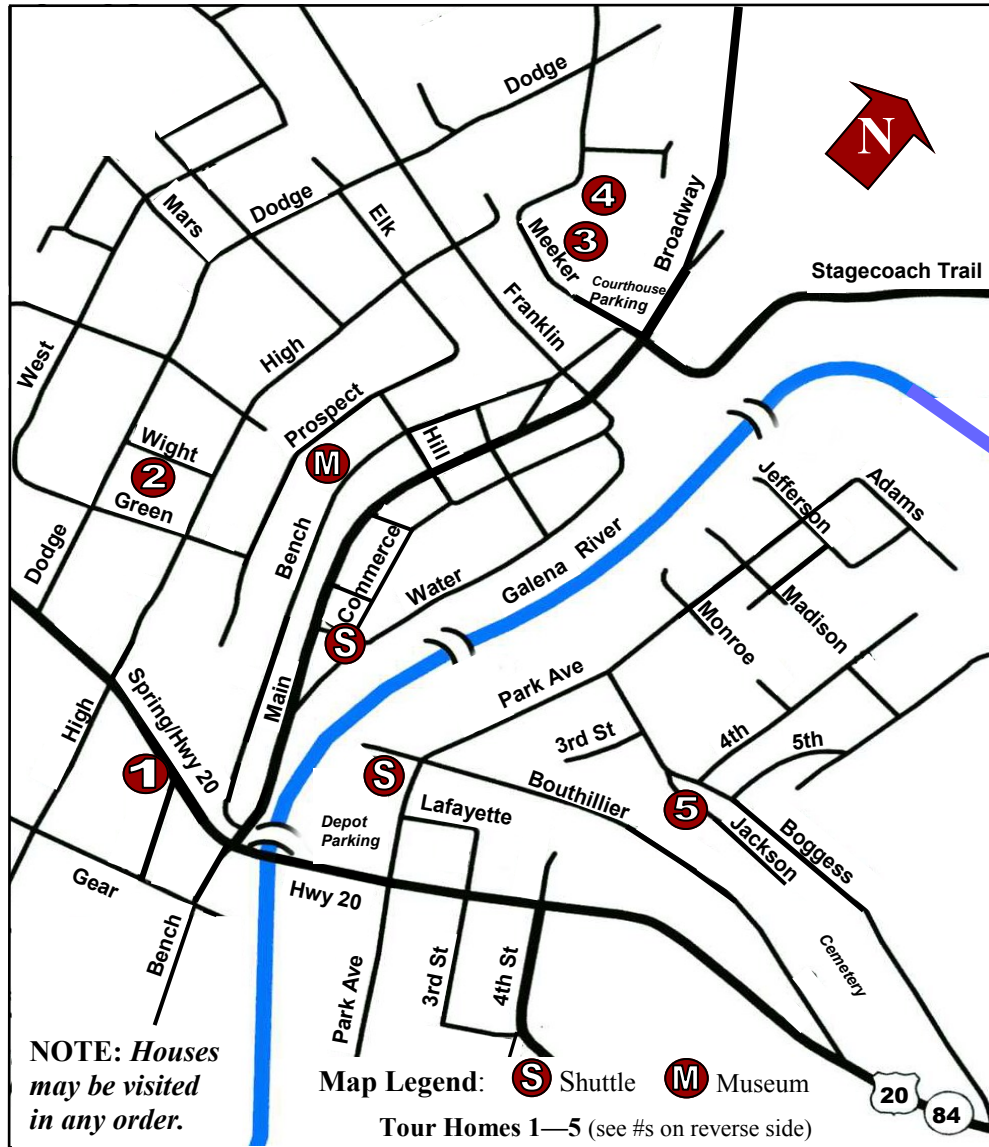 Dodge
N
Mars
Dodge
Elk
4
3
Meeker
Broadway
Courthouse
Parking
Stagecoach Trail
Franklin
West
High
Prospect
Hill
M
Wight
2
Green
Bench
Commerce
Water
Galena River
Jefferson
Adams
Dodge
Madison
Monroe
S
Main
Park Ave
High
Spring/Hwy 20
1
3rd St
4th
5th
S
Bouthillier
5
Lafayette
Depot
Parking
Jackson
Boggess
Gear
Hwy 20
Bench
Park Ave
3rd St
4th St
Cemetery
NOTE: Houses
may be visited
in any order.
Map Legend: S Shuttle M Museum
Tour Homes 1—5 (see #s on reverse side)
20
84